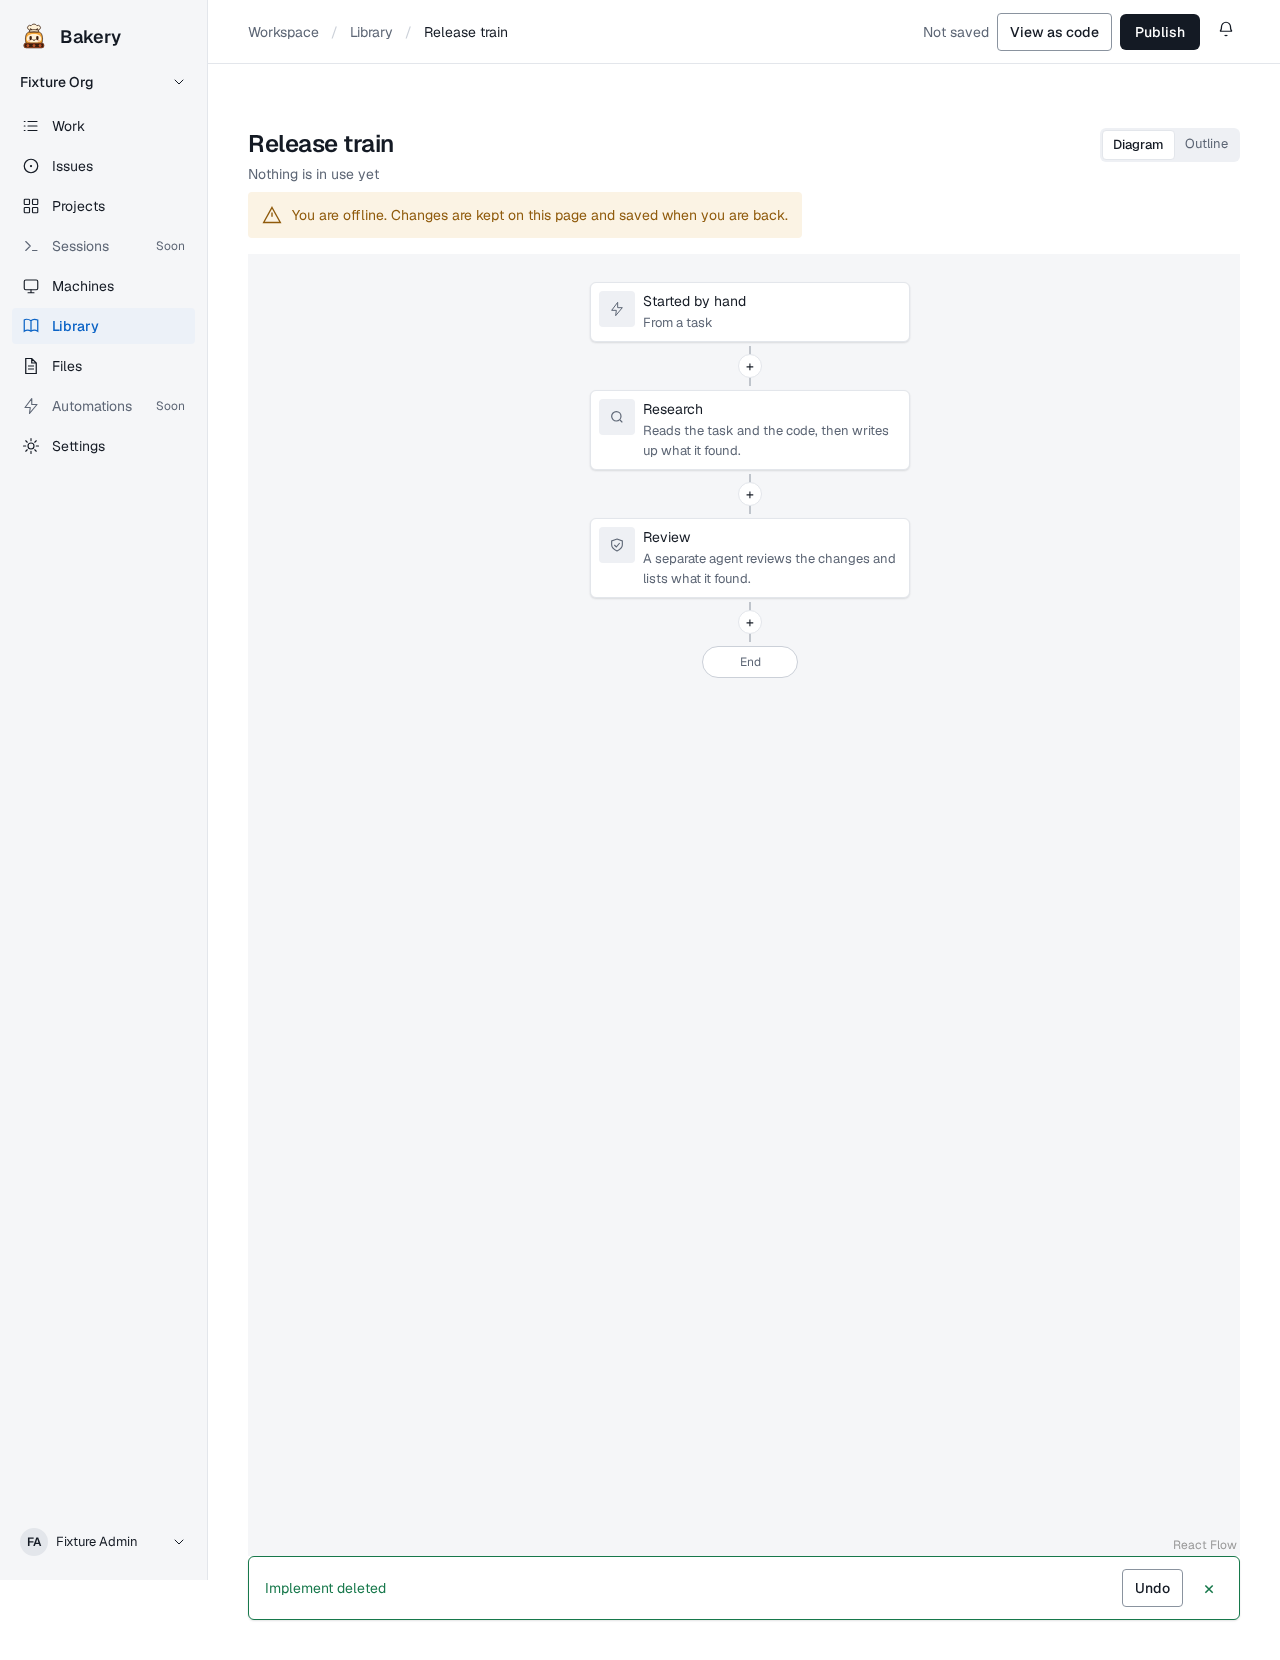 Bakery
Fixture Org
Work
Issues
Projects
Sessions Soon
Machines
Library
Files
Automations Soon
Settings
FA Fixture Admin
Workspace / Library / Release train
Not saved
View as code
Publish
Release train
Nothing is in use yet
Diagram
Outline
You are offline. Changes are kept on this page and saved when you are back.
Started by hand
From a task
+
Research
Reads the task and the code, then writes
up what it found.
+
Review
A separate agent reviews the changes and
lists what it found.
+
End
React Flow
Implement deleted
Undo
×